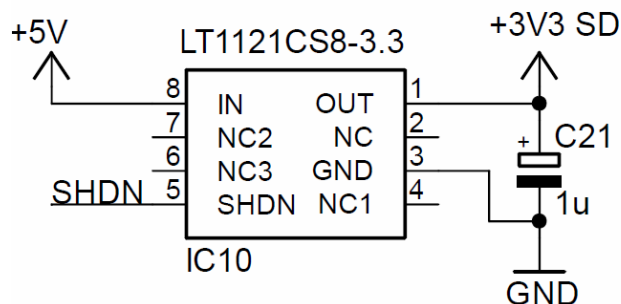 +5V
LT1121CS8-3.3
+3V3 SD
8 IN OUT 1
7 NC2 NC 2
6 NC3 GND 3
SHDN 5 SHDN NC1 4
+ C21
1u
IC10
GND